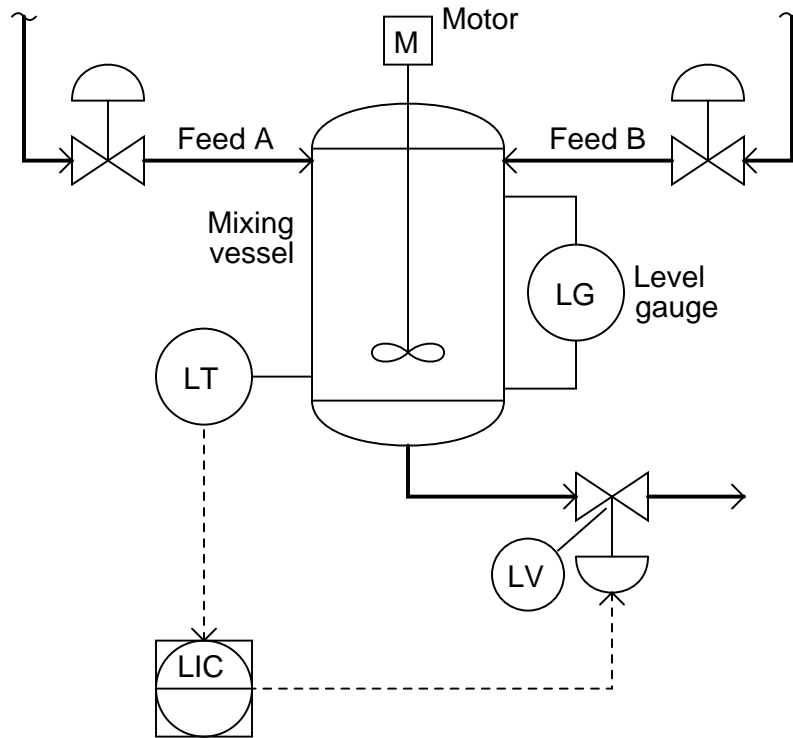 M
Motor
Feed A
Feed B
Mixing
vessel
LG
Level
gauge
LT
LV
LIC